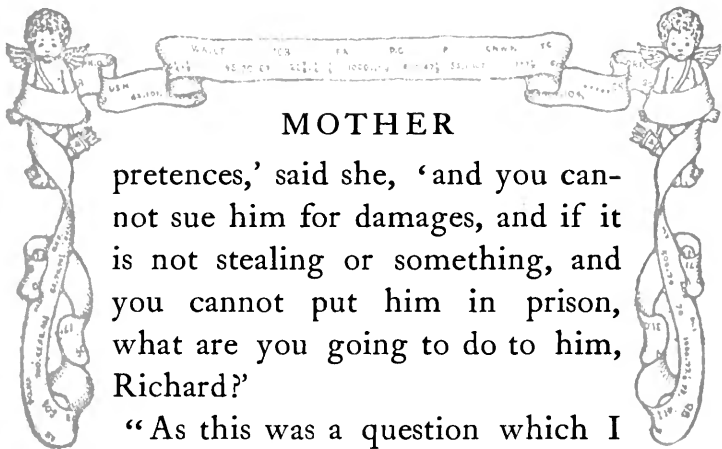 MOTHER
pretences,’ said she, ‘and you can-
not sue him for damages, and if it
is not stealing or something, and
you cannot put him in prison,
what are you going to do to him,
Richard?’
“As this was a question which I